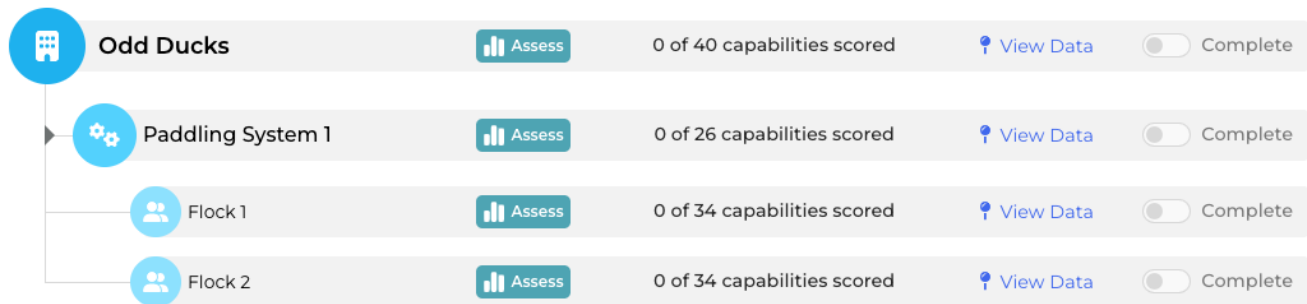 Odd Ducks Assess 0 of 40 capabilities scored View Data Complete
Paddling System 1 Assess 0 of 26 capabilities scored View Data Complete
Flock 1 Assess 0 of 34 capabilities scored View Data Complete
Flock 2 Assess 0 of 34 capabilities scored View Data Complete